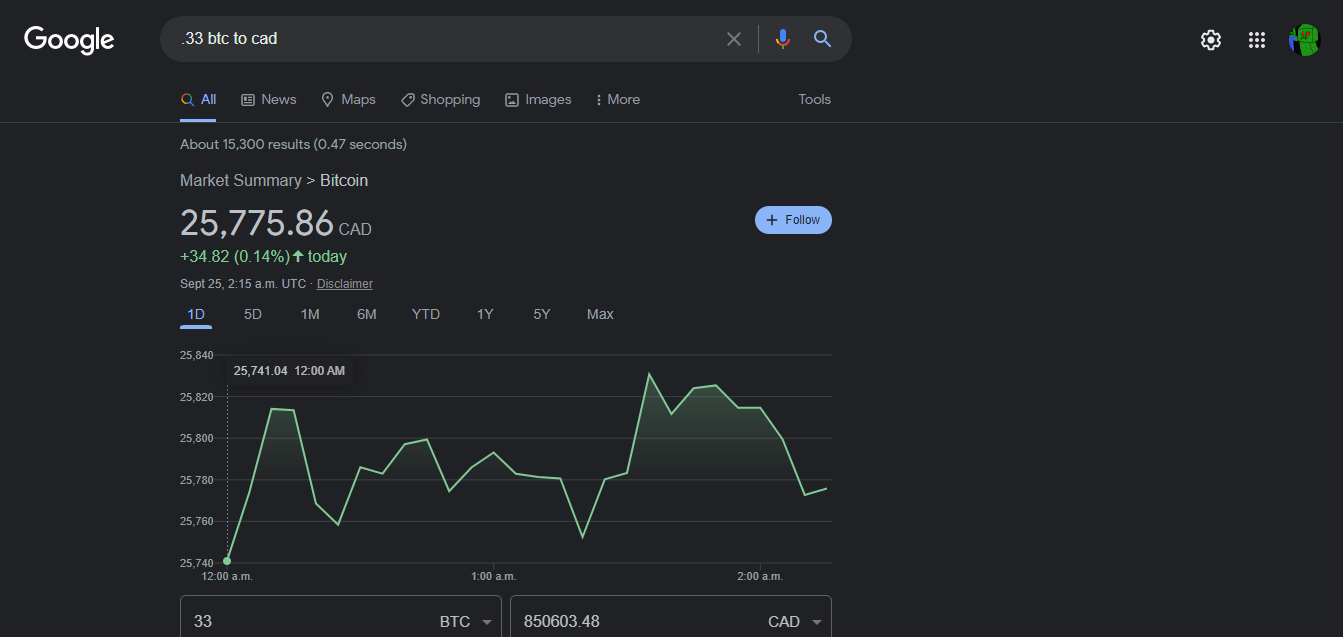 Google
.33 btc to cad
All
News
Maps
Shopping
Images
More
Tools
About 15,300 results (0.47 seconds)
Market Summary > Bitcoin
25,775.86 CAD
+ Follow
+34.82 (0.14%) today
Sept 25, 2:15 a.m. UTC · Disclaimer
1D
5D
1M
6M
YTD
1Y
5Y
Max
25,840
25,741.04 12:00 AM
25,820
25,800
25,780
25,760
25,740
12:00 a.m.
1:00 a.m.
2:00 a.m.
33
BTC
850603.48
CAD